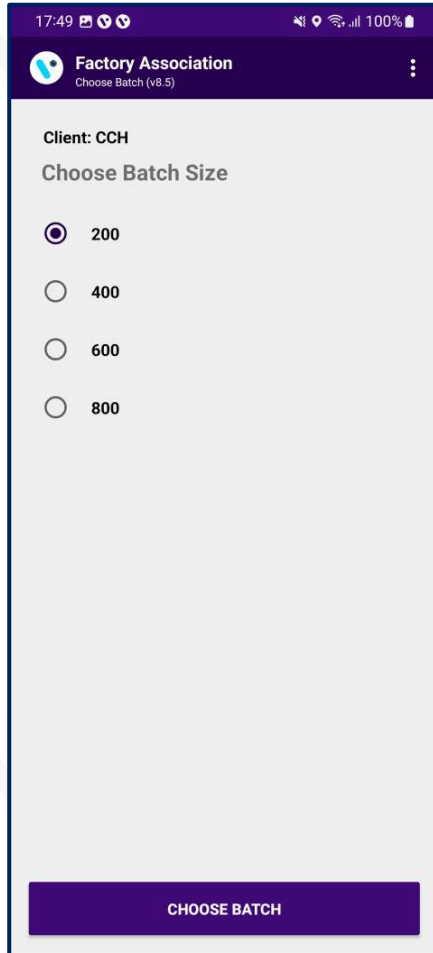 17:49 100%
Factory Association
Choose Batch (v8.5)
Client: CCH
Choose Batch Size
200
400
600
800
CHOOSE BATCH